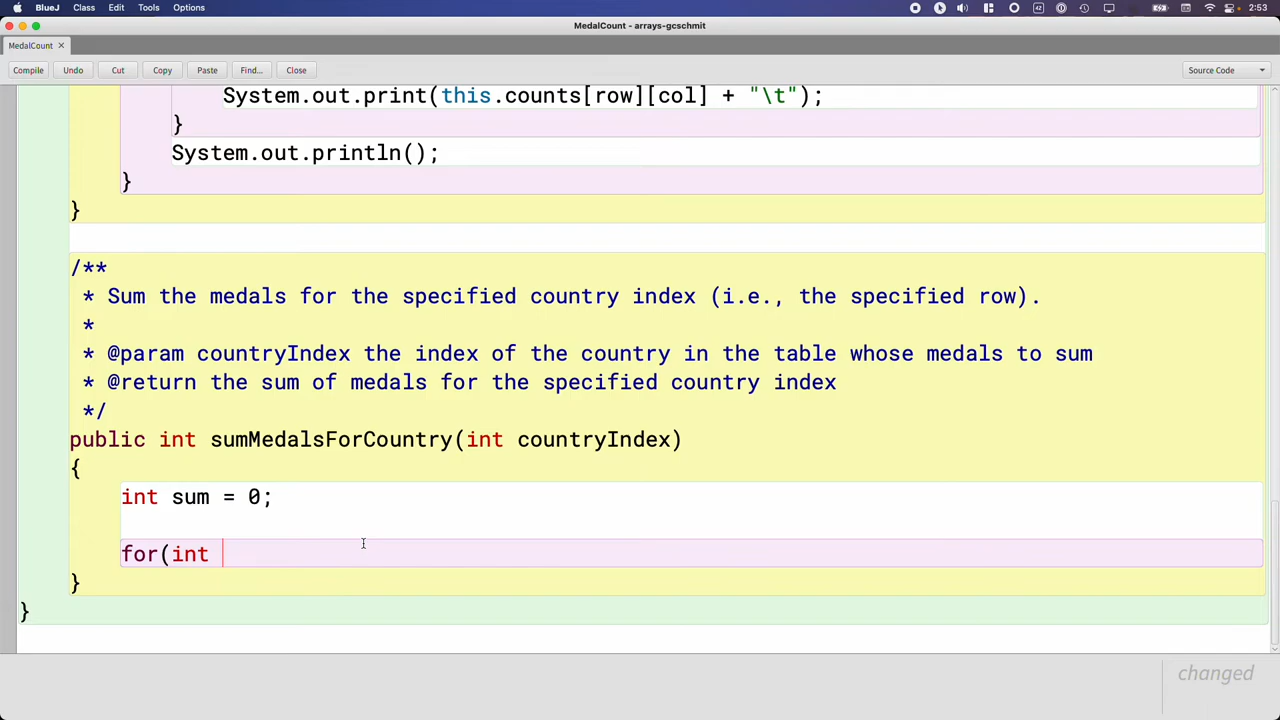 BlueJ Class Edit Tools Options 2:53
MedalCount - arrays-gcschmit
MedalCount
Compile Undo Cut Copy Paste Find... Close Source Code
System.out.print(this.counts[row][col] + "\t");
}
System.out.println();
}
}
/**
* Sum the medals for the specified country index (i.e., the specified row).
*
* @param countryIndex the index of the country in the table whose medals to sum
* @return the sum of medals for the specified country index
*/
public int sumMedalsForCountry(int countryIndex)
{
int sum = 0;
for(int
}
}
changed